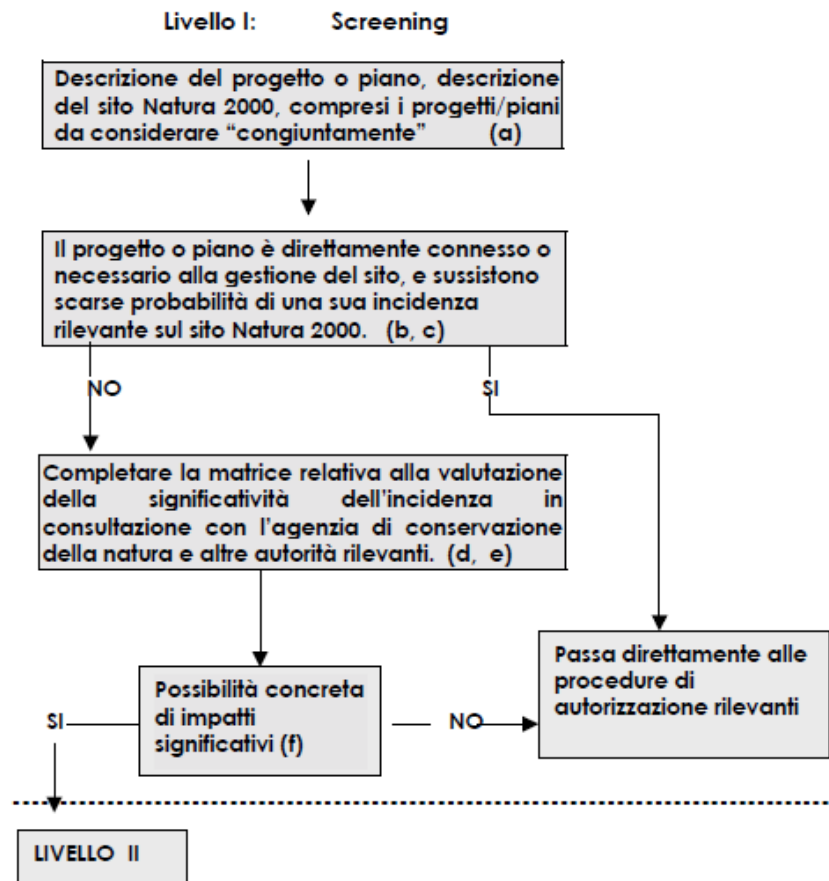 Livello I: Screening
Descrizione del progetto o piano, descrizione
del sito Natura 2000, compresi i progetti/piani
da considerare “congiuntamente” (a)
Il progetto o piano è direttamente connesso o
necessario alla gestione del sito, e sussistono
scarse probabilità di una sua incidenza
rilevante sul sito Natura 2000. (b, c)
NO
SI
Completare la matrice relativa alla valutazione
della significatività dell’incidenza in
consultazione con l’agenzia di conservazione
della natura e altre autorità rilevanti. (d, e)
Possibilità concreta
di impatti
significativi (f)
SI
NO
Passa direttamente alle
procedure di
autorizzazione rilevanti
LIVELLO II